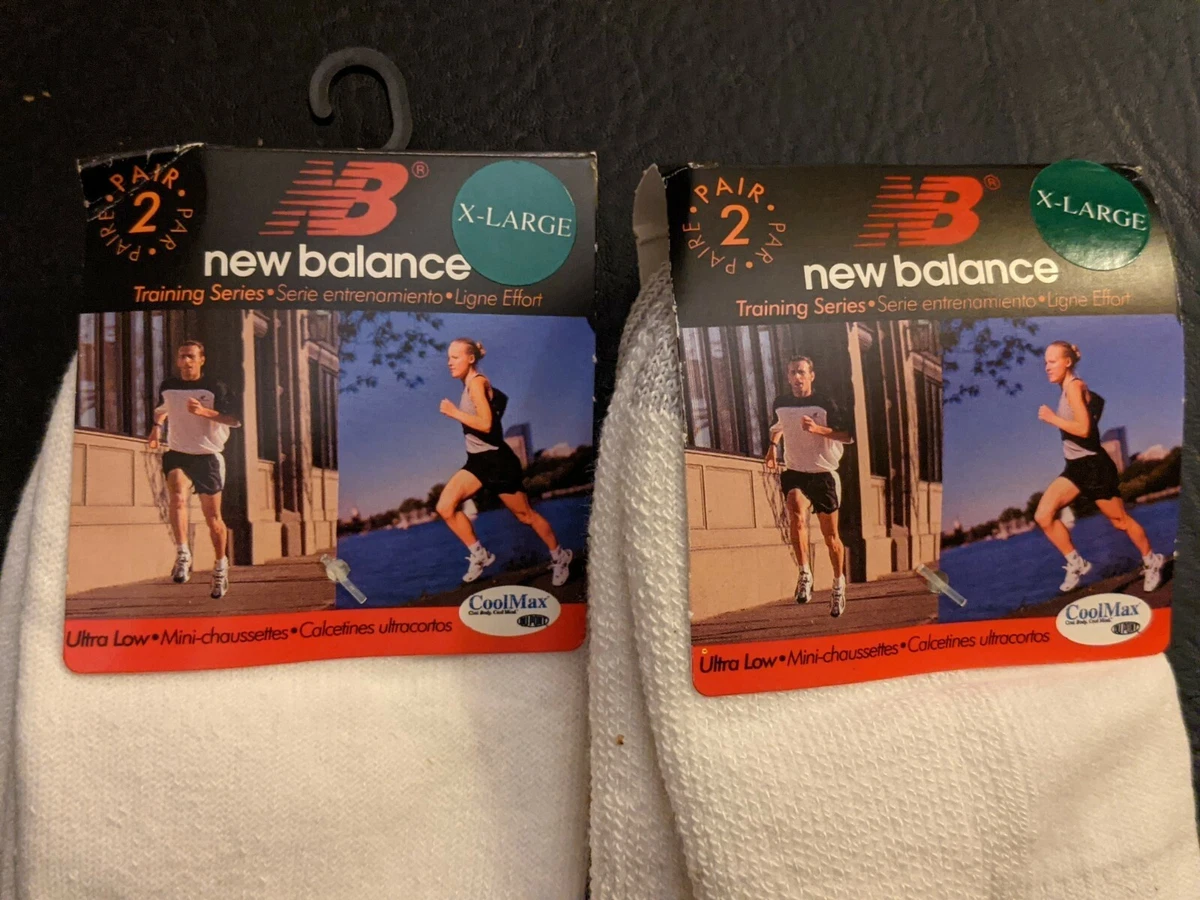 PAIR • PAR • PAIRE •
2
NB®
X-LARGE
new balance
Training Series • Serie entrenamiento • Ligne Effort
CoolMax®
DUPONT
Ultra Low • Mini-chaussettes • Calcetines ultracortos
PAIR • PAR • PAIRE •
2
NB®
X-LARGE
new balance
Training Series • Serie entrenamiento • Ligne Effort
CoolMax®
DUPONT
Ultra Low • Mini-chaussettes • Calcetines ultracortos